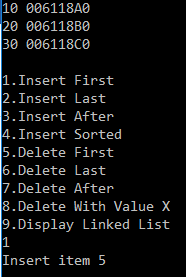 10 006118A0
20 006118B0
30 006118C0
1.Insert First
2.Insert Last
3.Insert After
4.Insert Sorted
5.Delete First
6.Delete Last
7.Delete After
8.Delete With Value X
9.Display Linked List
1
Insert item 5